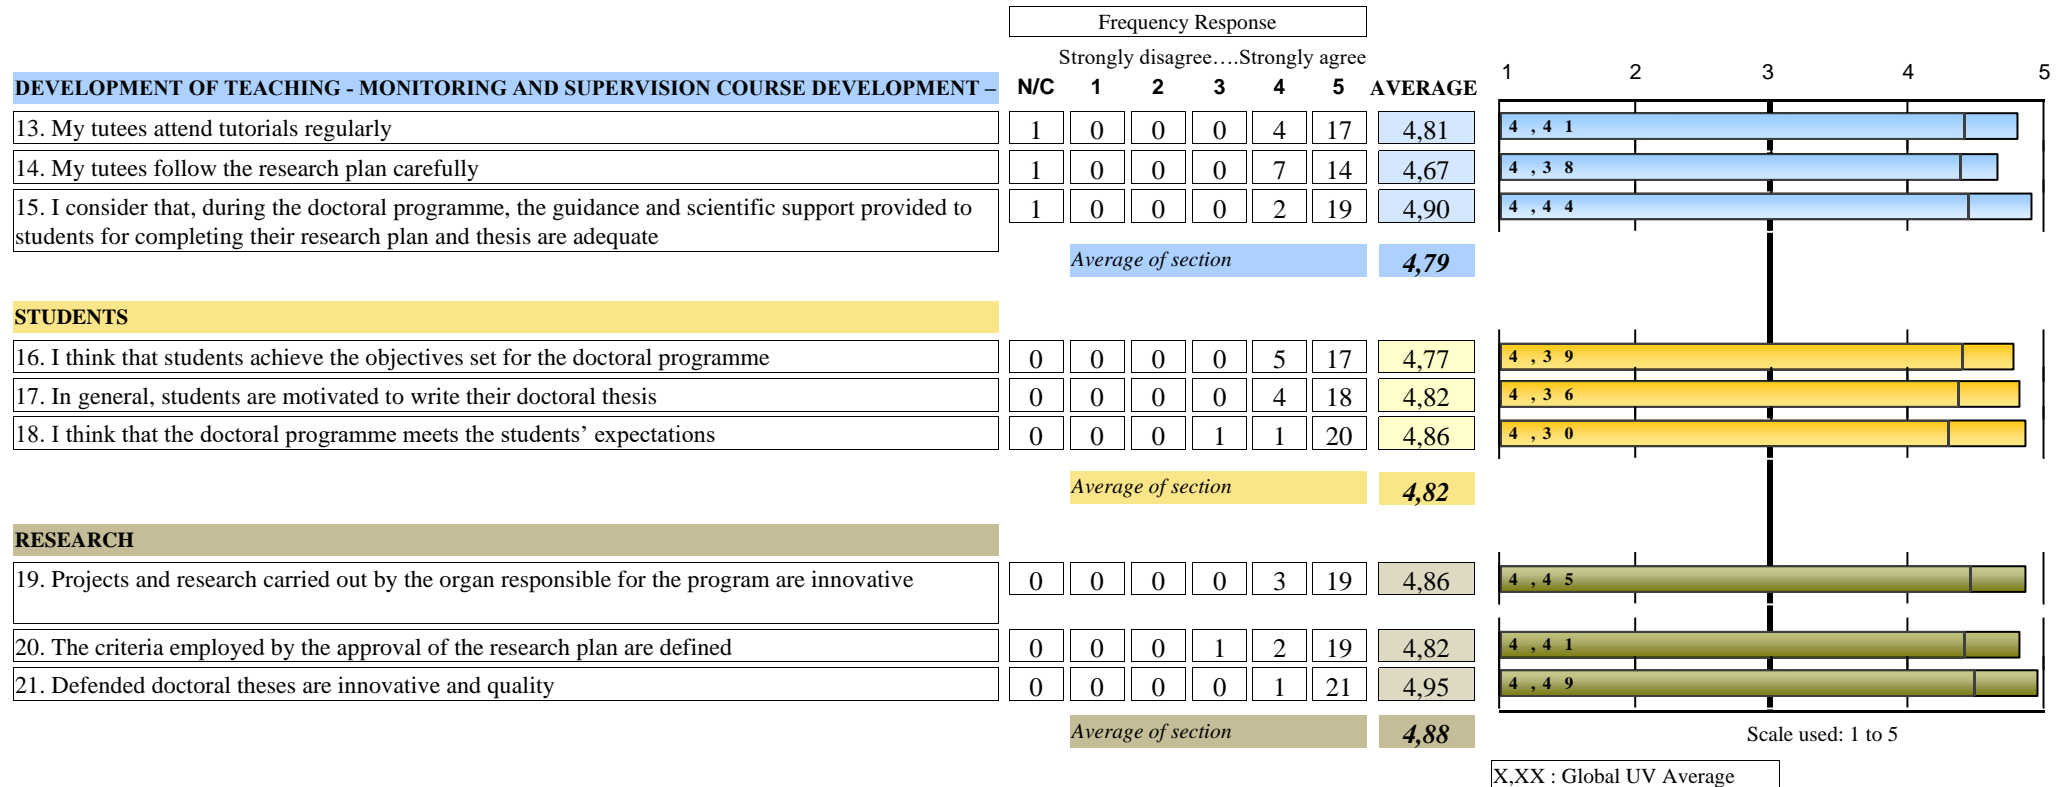 Frequency Response
Strongly disagree….Strongly agree
DEVELOPMENT OF TEACHING - MONITORING AND SUPERVISION COURSE DEVELOPMENT – N/C 1 2 3 4 5 AVERAGE 1 2 3 4 5
13. My tutees attend tutorials regularly 1 0 0 0 4 17 4,81 4,41
14. My tutees follow the research plan carefully 1 0 0 0 7 14 4,67 4,38
15. I consider that, during the doctoral programme, the guidance and scientific support provided to 1 0 0 0 2 19 4,90 4,44
students for completing their research plan and thesis are adequate
Average of section 4,79
STUDENTS
16. I think that students achieve the objectives set for the doctoral programme 0 0 0 0 5 17 4,77 4,39
17. In general, students are motivated to write their doctoral thesis 0 0 0 0 4 18 4,82 4,36
18. I think that the doctoral programme meets the students’ expectations 0 0 0 1 1 20 4,86 4,30
Average of section 4,82
RESEARCH
19. Projects and research carried out by the organ responsible for the program are innovative 0 0 0 0 3 19 4,86 4,45
20. The criteria employed by the approval of the research plan are defined 0 0 0 1 2 19 4,82 4,41
21. Defended doctoral theses are innovative and quality 0 0 0 0 1 21 4,95 4,49
Average of section 4,88 Scale used: 1 to 5
X,XX : Global UV Average